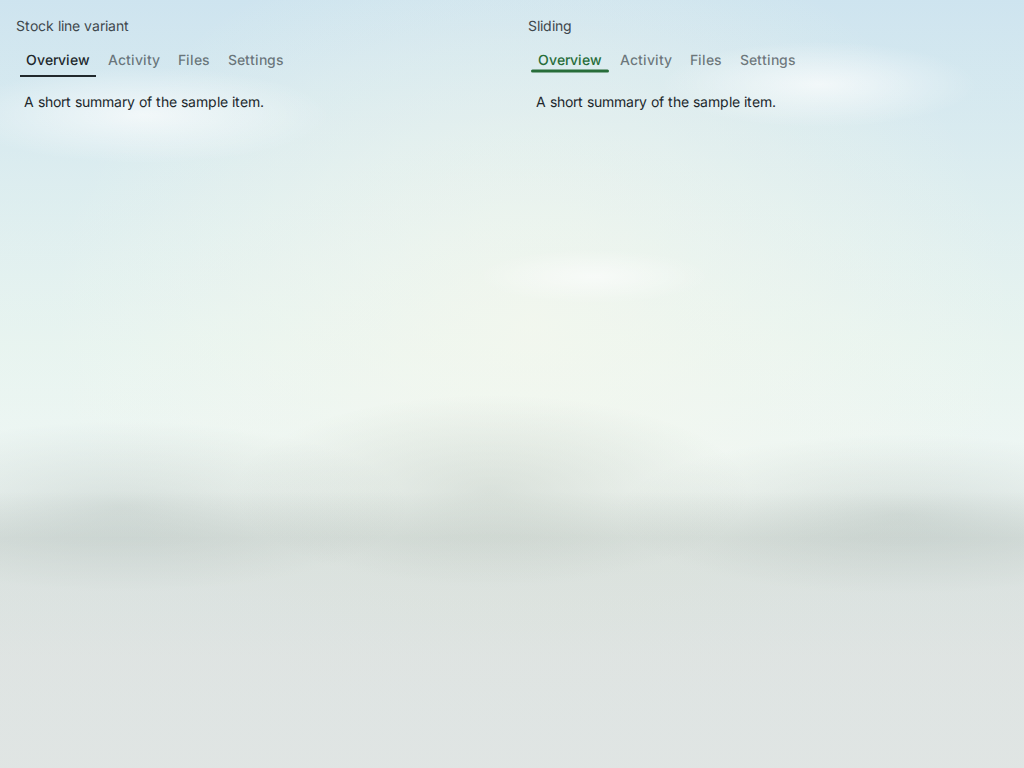 Stock line variant
Overview Activity Files Settings
A short summary of the sample item.
Sliding
Overview Activity Files Settings
A short summary of the sample item.